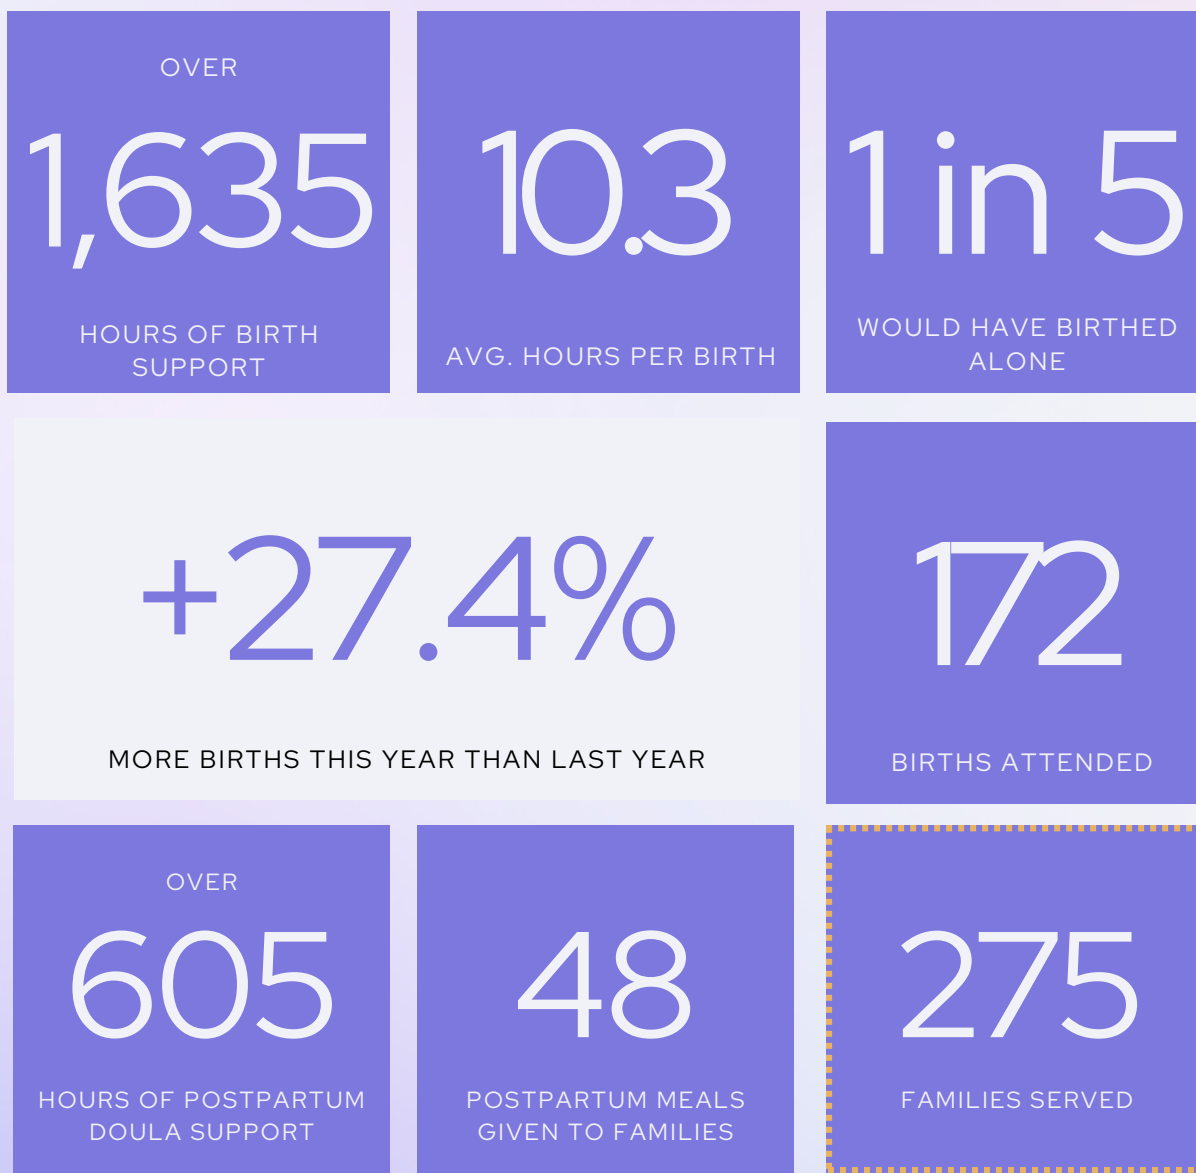 OVER
1,635
HOURS OF BIRTH
SUPPORT
10.3
AVG. HOURS PER BIRTH
1 in 5
WOULD HAVE BIRTHED
ALONE
+27.4%
MORE BIRTHS THIS YEAR THAN LAST YEAR
172
BIRTHS ATTENDED
OVER
605
HOURS OF POSTPARTUM
DOULA SUPPORT
48
POSTPARTUM MEALS
GIVEN TO FAMILIES
275
FAMILIES SERVED